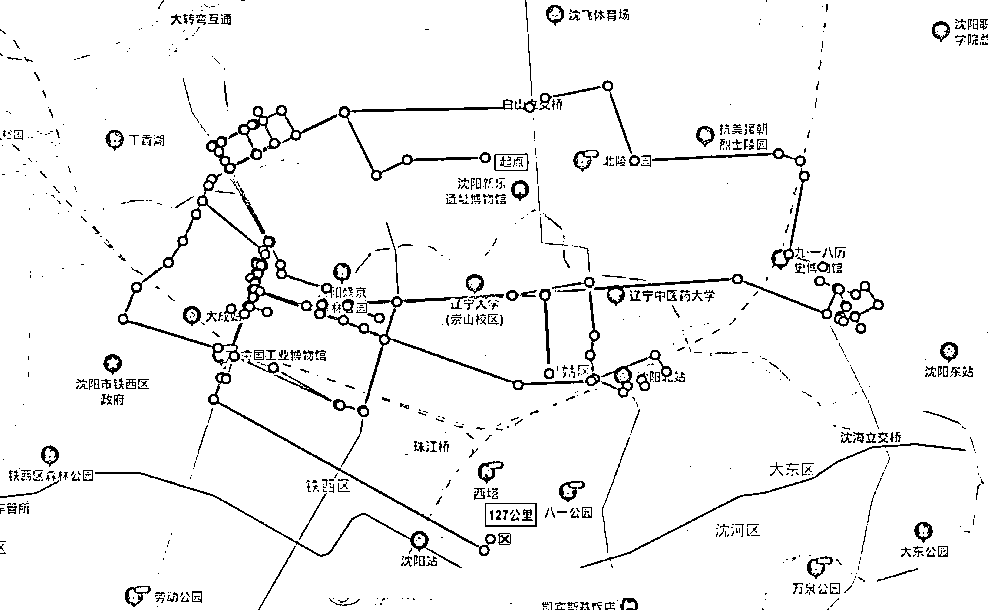 大转弯互通
沈飞体育场
沈阳职
学院总
丁香湖
白山立交桥
抗美援朝
烈士陵园
起点
北陵公园
沈阳新乐
遗址博物馆
九·一八历
史博物馆
辽宁大学
(崇山校区)
辽宁中医药大学
大成站
中国工业博物馆
沈阳市铁西区
政府
沈阳北站
沈阳东站
珠江桥
沈海立交桥
铁西区森林公园
铁西区
西塔
大东区
127公里
八一公园
车管所
沈河区
区
沈阳站
大东公园
劳动公园
万泉公园